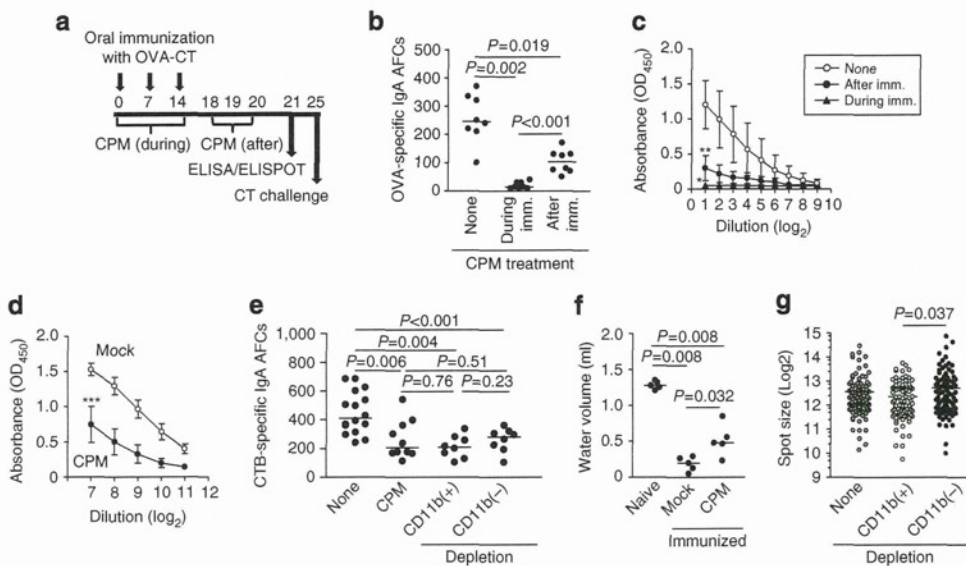 a
Oral immunization
with OVA-CT
0 7 14 18 19 20 21 25
CPM (during) CPM (after)
ELISA/ELISPOT
CT challenge
b
OVA-specific IgA AFCs
500
400
300
200
100
0
P=0.019
P=0.002
P<0.001
None
During imm.
After imm.
CPM treatment
c
Absorbance (OD450)
2.0
1.5
1.0
0.5
0
**
*
0 1 2 3 4 5 6 7 8 9 10
Dilution (log2)
None
After imm.
During imm.
d
Absorbance (OD450)
2.0
1.5
1.0
0.5
0
Mock
***
CPM
7 8 9 10 11 12
Dilution (log2)
e
CTB-specific IgA AFCs
1,000
800
600
400
200
0
P<0.001
P=0.004
P=0.006 P=0.51
P=0.76 P=0.23
None
CPM
CD11b(+)
CD11b(−)
Depletion
f
Water volume (ml)
2.0
1.5
1.0
0.5
0
P=0.008
P=0.008
P=0.032
Naive
Mock
CPM
Immunized
g
Spot size (Log2)
15
14
13
12
11
10
9
P=0.037
None
CD11b(+)
CD11b(−)
Depletion